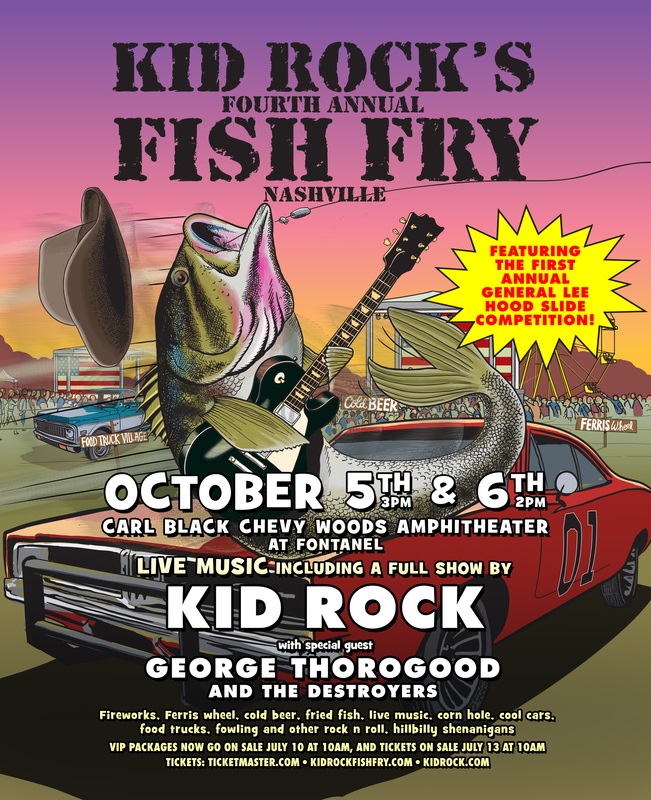 KID ROCK'S
FOURTH ANNUAL
FISH FRY
NASHVILLE
FEATURING
THE FIRST
ANNUAL
GENERAL LEE
HOOD SLIDE
COMPETITION!
Cold BEER
FOOD TRUCK VILLAGE
FERRIS Wheel
G
01
OCTOBER 5TH 3PM & 6TH 2PM
CARL BLACK CHEVY WOODS AMPHITHEATER
AT FONTANEL
LIVE MUSIC INCLUDING A FULL SHOW BY
KID ROCK
with special guest
GEORGE THOROGOOD
AND THE DESTROYERS
Fireworks, Ferris wheel, cold beer, fried fish, live music, corn hole, cool cars,
food trucks, fowling and other rock n roll, hillbilly shenanigans
VIP PACKAGES NOW GO ON SALE JULY 10 AT 10AM, AND TICKETS ON SALE JULY 13 AT 10AM
TICKETS: TICKETMASTER.COM • KIDROCKFISHFRY.COM • KIDROCK.COM